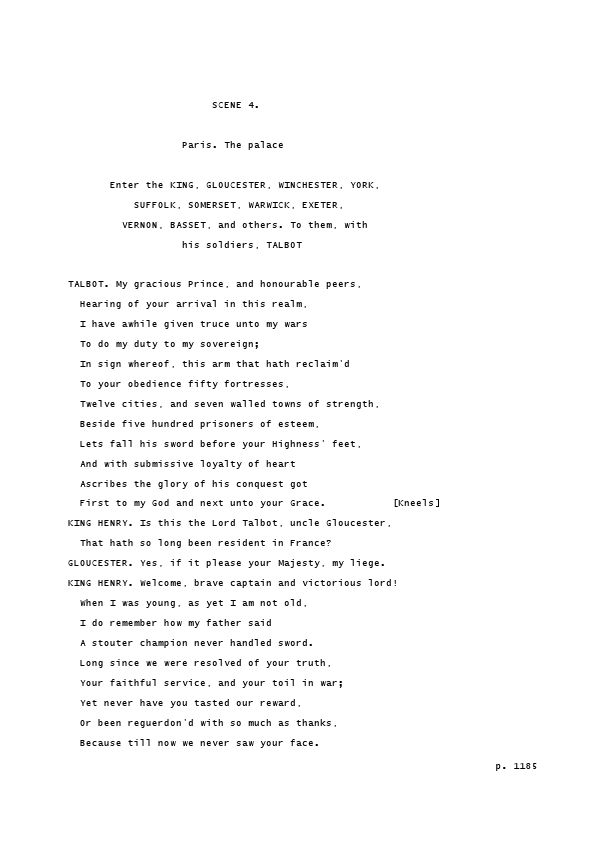 SCENE 4.
Paris. The palace
Enter the KING, GLOUCESTER, WINCHESTER, YORK,
SUFFOLK, SOMERSET, WARWICK, EXETER,
VERNON, BASSET, and others. To them, with
his soldiers, TALBOT
TALBOT. My gracious Prince, and honourable peers,
Hearing of your arrival in this realm,
I have awhile given truce unto my wars
To do my duty to my sovereign;
In sign whereof, this arm that hath reclaim'd
To your obedience fifty fortresses,
Twelve cities, and seven walled towns of strength,
Beside five hundred prisoners of esteem,
Lets fall his sword before your Highness' feet,
And with submissive loyalty of heart
Ascribes the glory of his conquest got
First to my God and next unto your Grace. [Kneels]
KING HENRY. Is this the Lord Talbot, uncle Gloucester,
That hath so long been resident in France?
GLOUCESTER. Yes, if it please your Majesty, my liege.
KING HENRY. Welcome, brave captain and victorious lord!
When I was young, as yet I am not old,
I do remember how my father said
A stouter champion never handled sword.
Long since we were resolved of your truth,
Your faithful service, and your toil in war;
Yet never have you tasted our reward,
Or been reguerdon'd with so much as thanks,
Because till now we never saw your face.
p. 1185